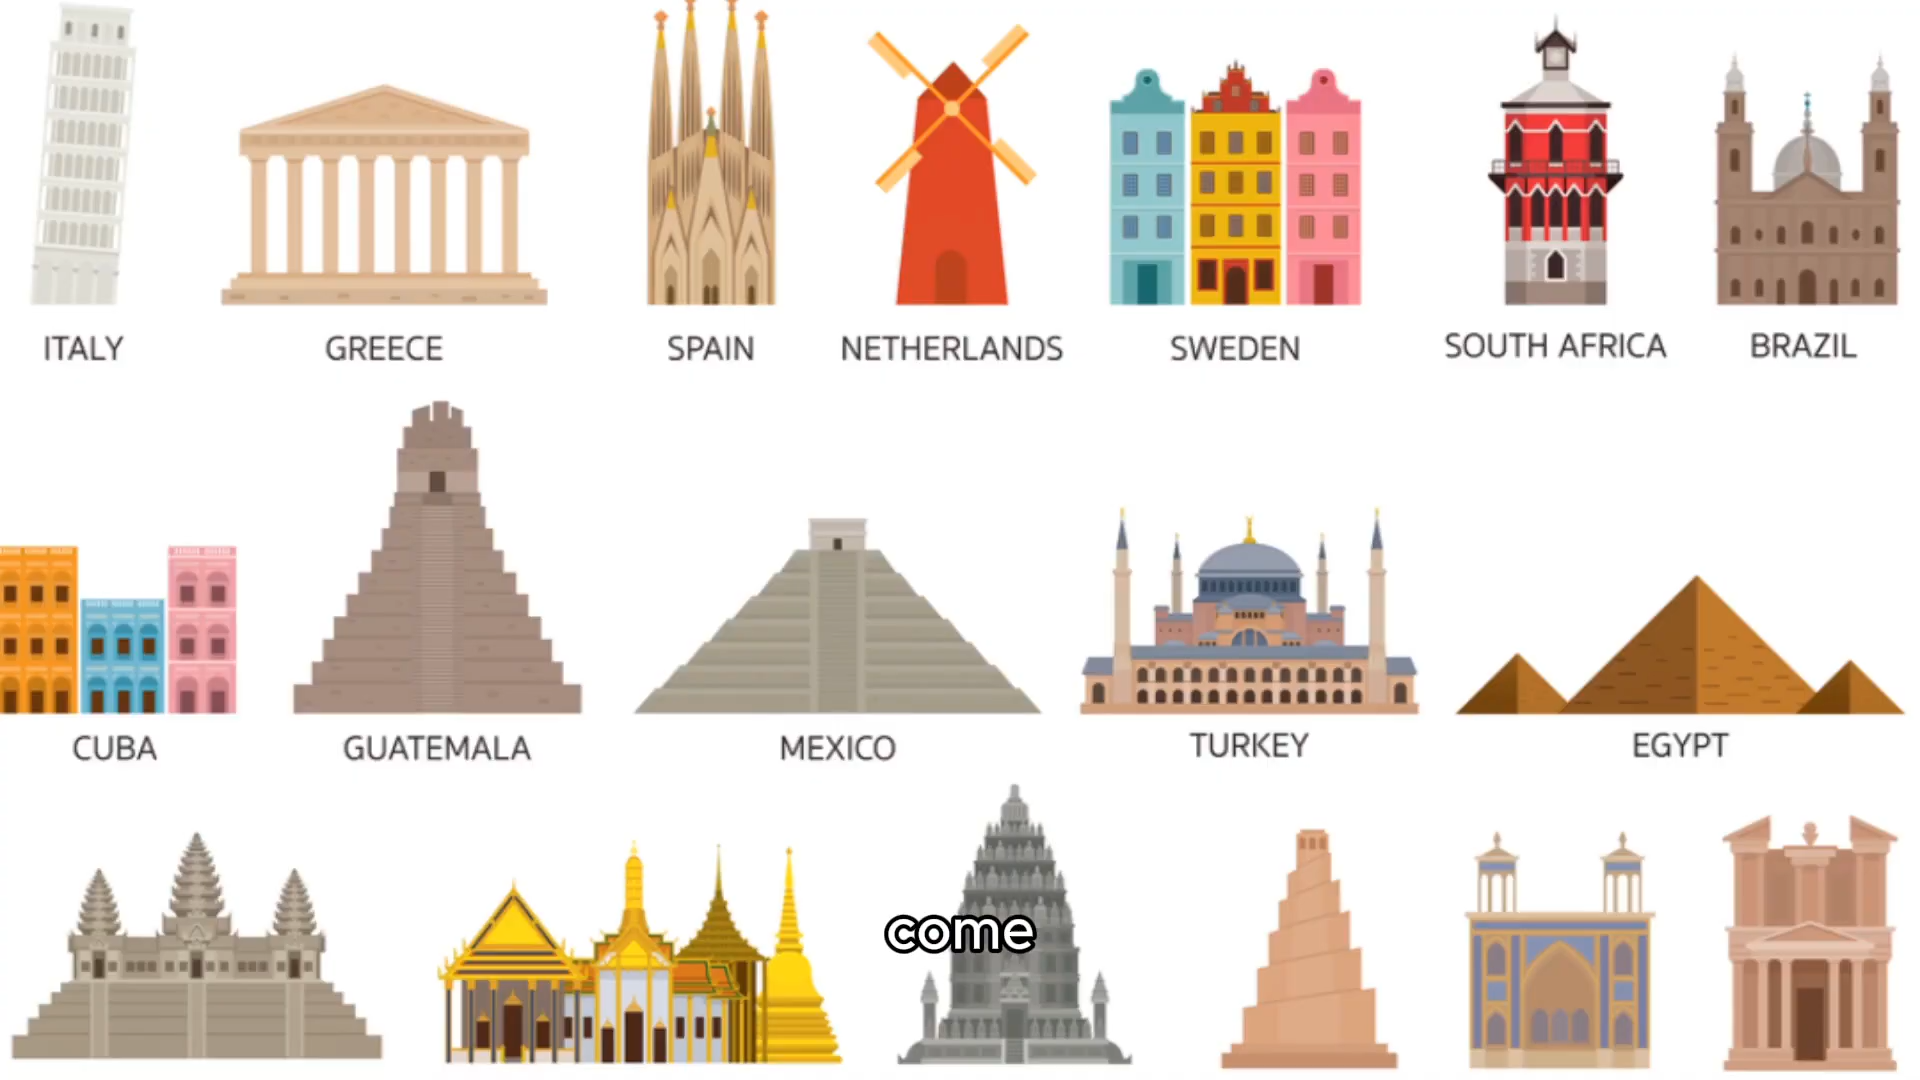 ITALY
GREECE
SPAIN
NETHERLANDS
SWEDEN
SOUTH AFRICA
BRAZIL
CUBA
GUATEMALA
MEXICO
TURKEY
EGYPT
come